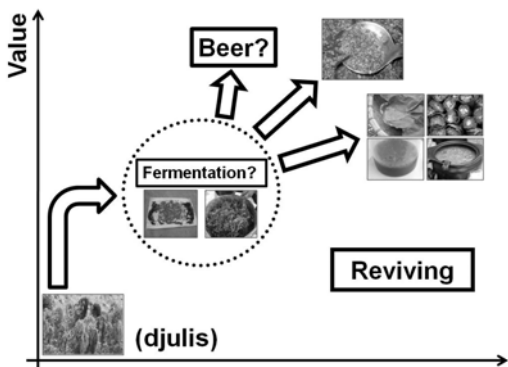 Value
Beer?
Fermentation?
Reviving
(djulis)